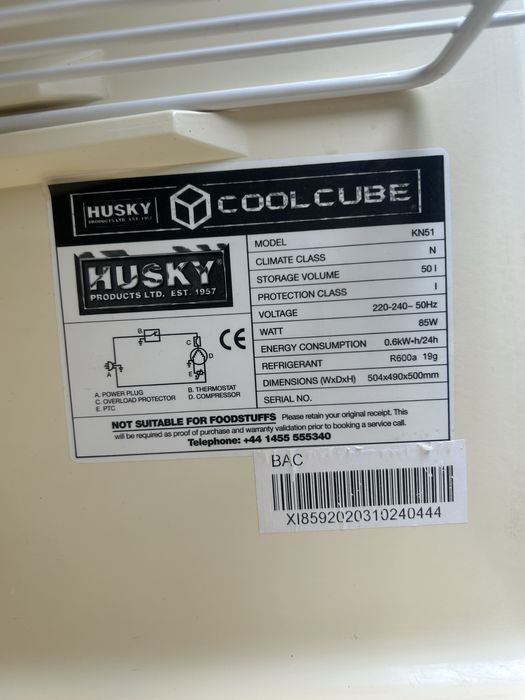 HUSKY
PRODUCTS LTD. EST. 1957
COOLCUBE
HUSKY
PRODUCTS LTD. EST. 1957
MODEL KN51
CLIMATE CLASS N
STORAGE VOLUME 50 l
PROTECTION CLASS I
VOLTAGE 220-240~ 50Hz
WATT 85W
ENERGY CONSUMPTION 0.6kW•h/24h
REFRIGERANT R600a 19g
DIMENSIONS (WxDxH) 504x490x500mm
SERIAL NO.
B
C
D
A
E
CE
A. POWER PLUG B. THERMOSTAT
C. OVERLOAD PROTECTOR D. COMPRESSOR
E. PTC
NOT SUITABLE FOR FOODSTUFFS Please retain your original receipt. This
will be required as proof of purchase and warranty validation prior to booking a service call.
Telephone: +44 1455 555340
BAC
XI8592020310240444